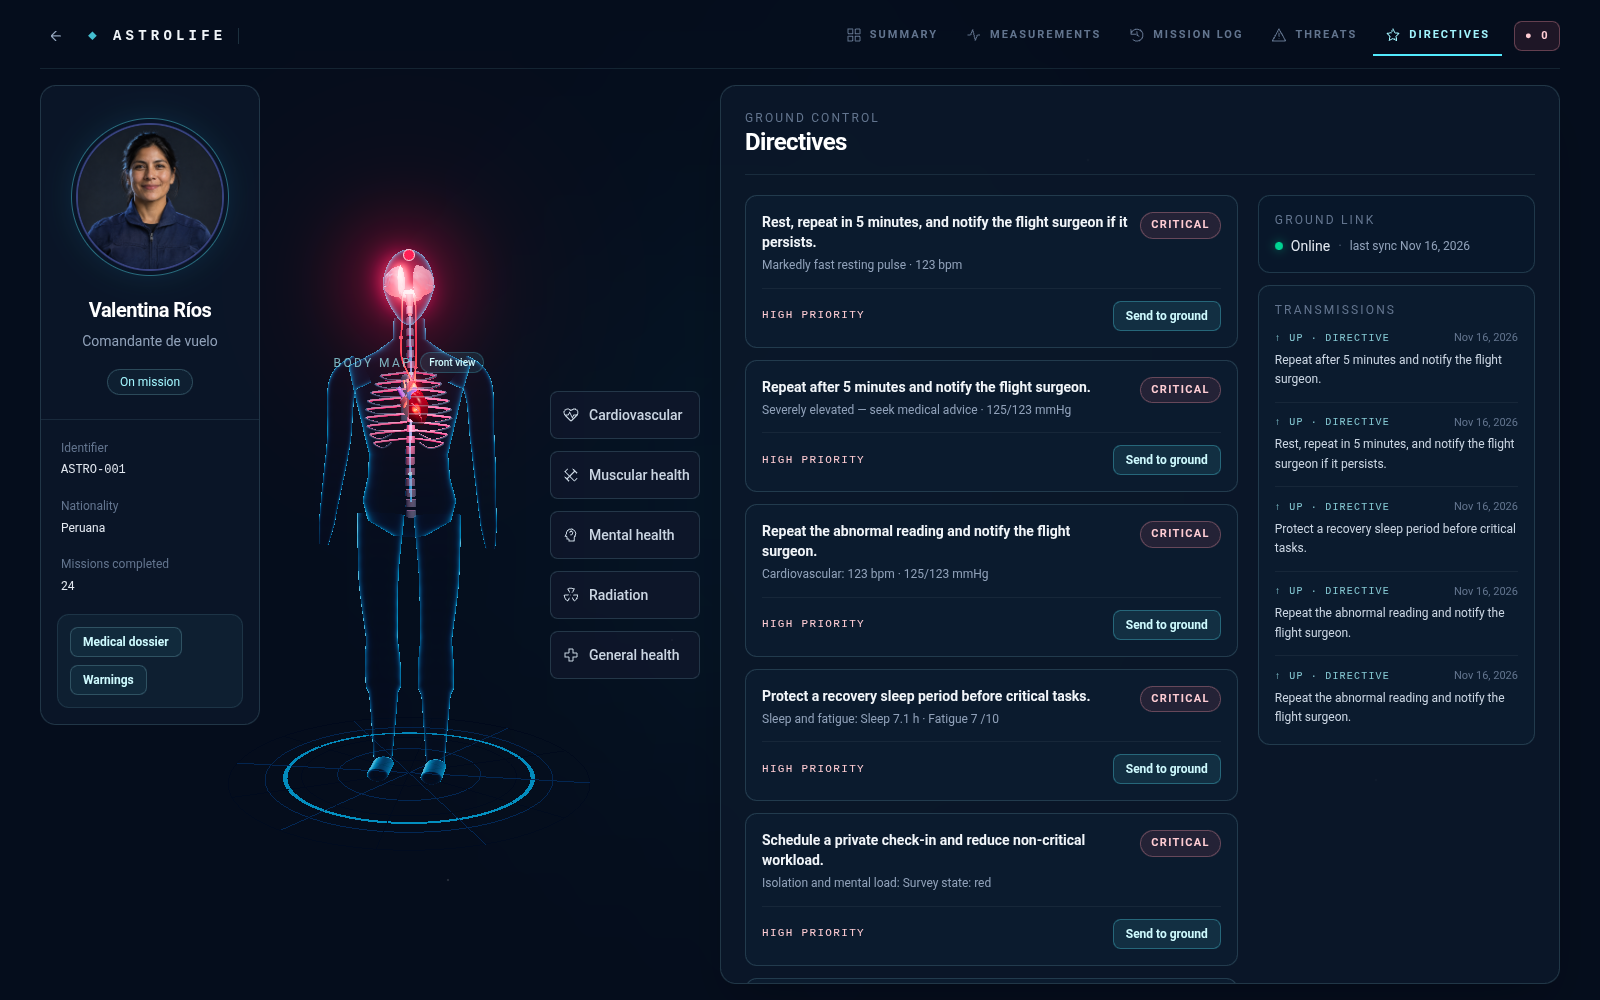 ASTROLIFE
SUMMARY
MEASUREMENTS
MISSION LOG
THREATS
DIRECTIVES
0
Valentina Ríos
Comandante de vuelo
On mission
Identifier
ASTRO-001
Nationality
Peruana
Missions completed
24
Medical dossier
Warnings
BODY MAP
Front view
Cardiovascular
Muscular health
Mental health
Radiation
General health
GROUND CONTROL
Directives
Rest, repeat in 5 minutes, and notify the flight surgeon if it
persists.
CRITICAL
Markedly fast resting pulse · 123 bpm
HIGH PRIORITY
Send to ground
Repeat after 5 minutes and notify the flight surgeon.
CRITICAL
Severely elevated — seek medical advice · 125/123 mmHg
HIGH PRIORITY
Send to ground
Repeat the abnormal reading and notify the flight
surgeon.
CRITICAL
Cardiovascular: 123 bpm · 125/123 mmHg
HIGH PRIORITY
Send to ground
Protect a recovery sleep period before critical tasks.
CRITICAL
Sleep and fatigue: Sleep 7.1 h · Fatigue 7 /10
HIGH PRIORITY
Send to ground
Schedule a private check-in and reduce non-critical
workload.
CRITICAL
Isolation and mental load: Survey state: red
HIGH PRIORITY
Send to ground
GROUND LINK
Online · last sync Nov 16, 2026
TRANSMISSIONS
↑ UP · DIRECTIVE Nov 16, 2026
Repeat after 5 minutes and notify the flight
surgeon.
↑ UP · DIRECTIVE Nov 16, 2026
Rest, repeat in 5 minutes, and notify the flight
surgeon if it persists.
↑ UP · DIRECTIVE Nov 16, 2026
Protect a recovery sleep period before critical
tasks.
↑ UP · DIRECTIVE Nov 16, 2026
Repeat the abnormal reading and notify the
flight surgeon.
↑ UP · DIRECTIVE Nov 16, 2026
Repeat the abnormal reading and notify the
flight surgeon.